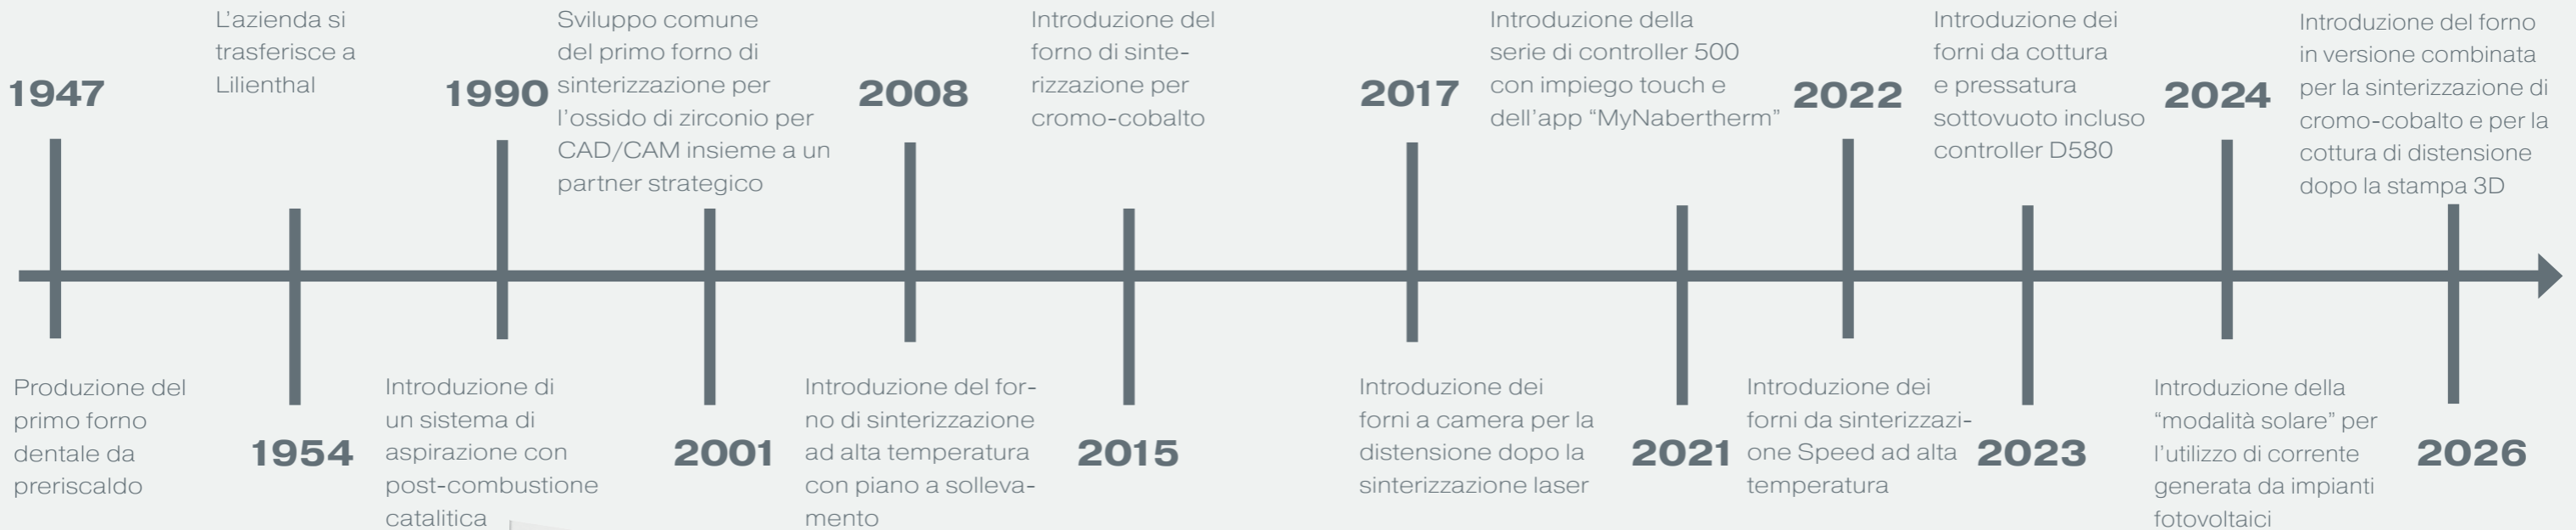 1947
Produzione del
primo forno
dentale da
preriscaldo
L'azienda si
trasferisce a
Lilienthal
1954
1990
Introduzione di
un sistema di
aspirazione con
post-combustione
catalitica
Sviluppo comune
del primo forno di
sinterizzazione per
l'ossido di zirconio per
CAD/CAM insieme a un
partner strategico
2001
2008
Introduzione del for-
no di sinterizzazione
ad alta temperatura
con piano a solleva-
mento
Introduzione del
forno di sinte-
rizzazione per
cromo-cobalto
2015
2017
Introduzione dei
forni a camera per la
distensione dopo la
sinterizzazione laser
Introduzione della
serie di controller 500
con impiego touch e
dell'app “MyNabertherm”
2021
2022
Introduzione dei
forni da sinterizzazi-
one Speed ad alta
temperatura
Introduzione dei
forni da cottura
e pressatura
sottovuoto incluso
controller D580
2023
2024
Introduzione della
“modalità solare” per
l'utilizzo di corrente
generata da impianti
fotovoltaici
Introduzione del forno
in versione combinata
per la sinterizzazione di
cromo-cobalto e per la
cottura di distensione
dopo la stampa 3D
2026